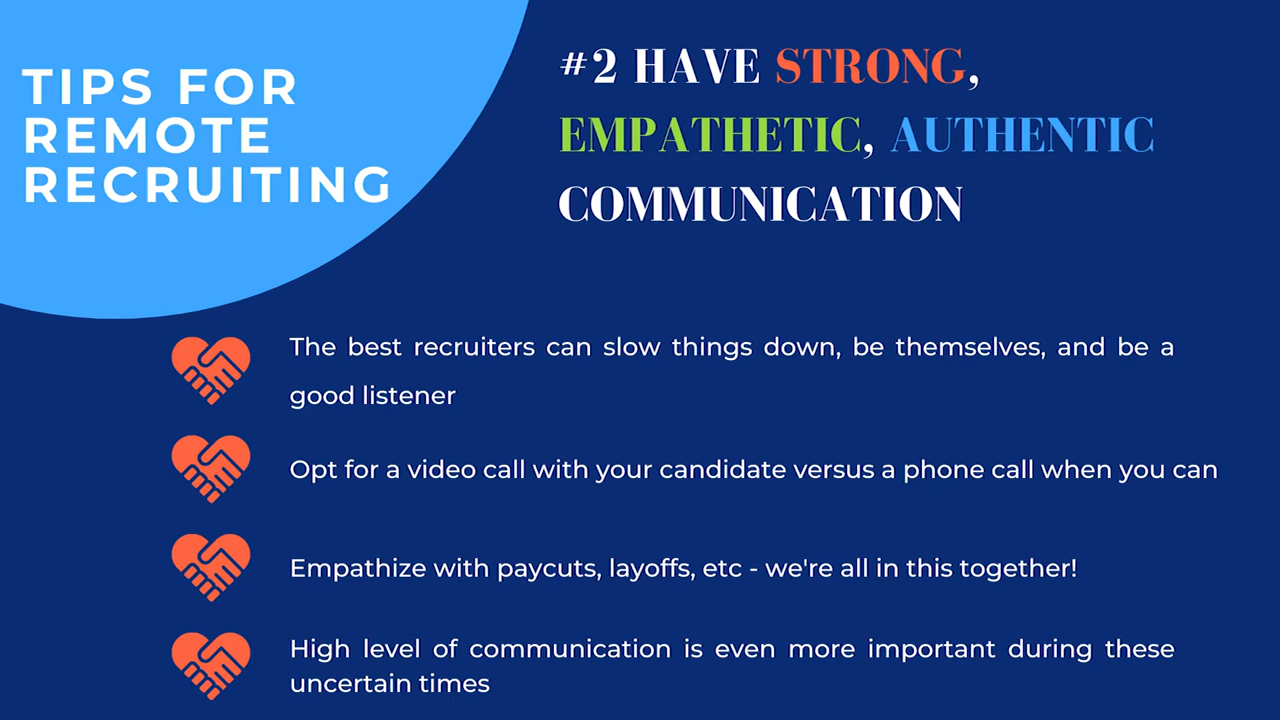 TIPS FOR
REMOTE
RECRUITING
#2 HAVE STRONG,
EMPATHETIC, AUTHENTIC
COMMUNICATION
The best recruiters can slow things down, be themselves, and be a
good listener
Opt for a video call with your candidate versus a phone call when you can
Empathize with paycuts, layoffs, etc - we're all in this together!
High level of communication is even more important during these
uncertain times